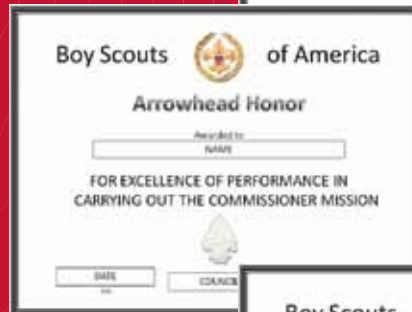 Boy Scouts of America
Arrowhead Honor
Awarded to
NAME
FOR EXCELLENCE OF PERFORMANCE IN
CARRYING OUT THE COMMISSIONER MISSION
DATE COUNCIL
Boy Scouts